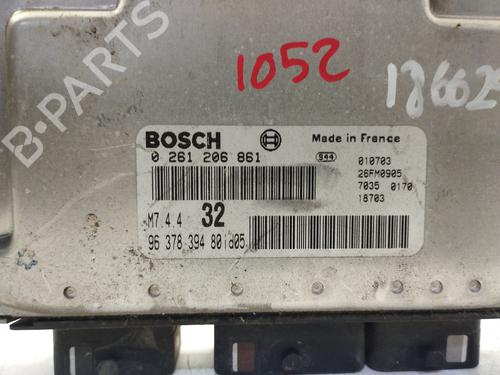 B-PARTS
1052
BOSCH
Made in France
0 261 206 861
S44
010703
26FM0905
7035 0170
18703
M7.4.4 32
96 378 394 80